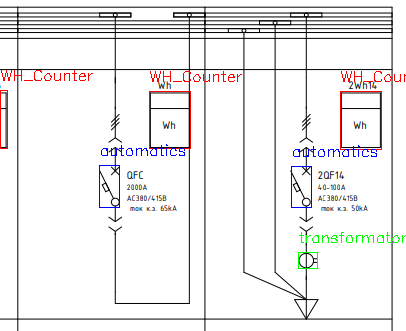 WH_Counter
WH_Counter
WH_Cou
Wh
2Wh14
Wh
Wh
automatics
automatics
QFC
2000A
AC380/415B
ток к.з. 65kA
2QF14
40-100A
AC380/415B
ток к.з. 50kA
transformator